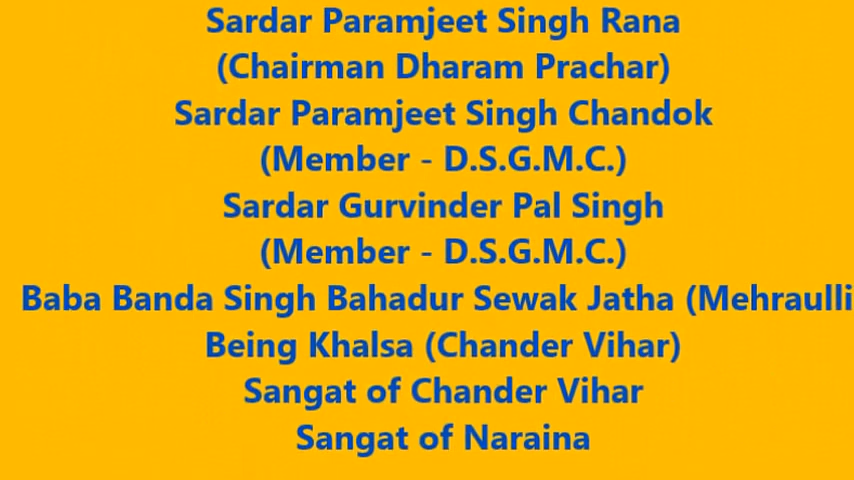 Sardar Paramjeet Singh Rana
(Chairman Dharam Prachar)
Sardar Paramjeet Singh Chandok
(Member - D.S.G.M.C.)
Sardar Gurvinder Pal Singh
(Member - D.S.G.M.C.)
Baba Banda Singh Bahadur Sewak Jatha (Mehraulli
Being Khalsa (Chander Vihar)
Sangat of Chander Vihar
Sangat of Naraina